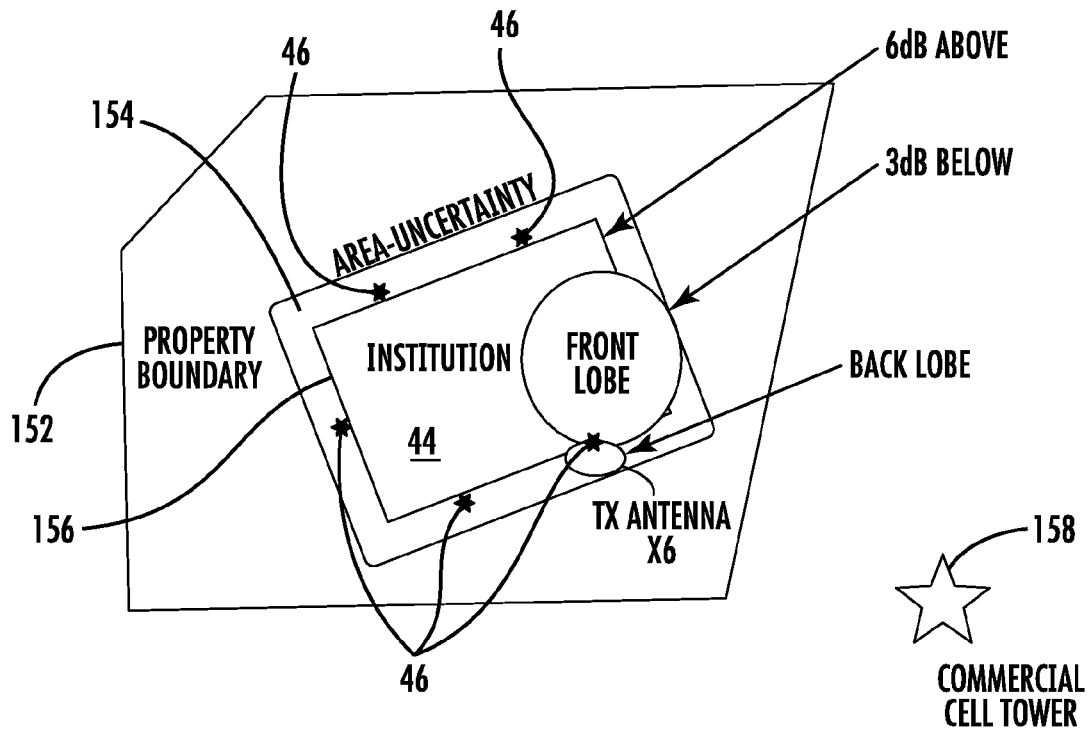 46
46
6dB ABOVE
154
3dB BELOW
AREA-UNCERTAINTY
PROPERTY
BOUNDARY
INSTITUTION
FRONT
LOBE
BACK LOBE
152
44
156
TX ANTENNA
X6
158
46
COMMERCIAL
CELL TOWER